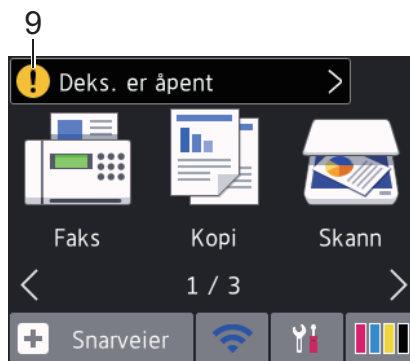 9
Deks. er åpent
Faks Kopi Skann
1 / 3
Snarveier